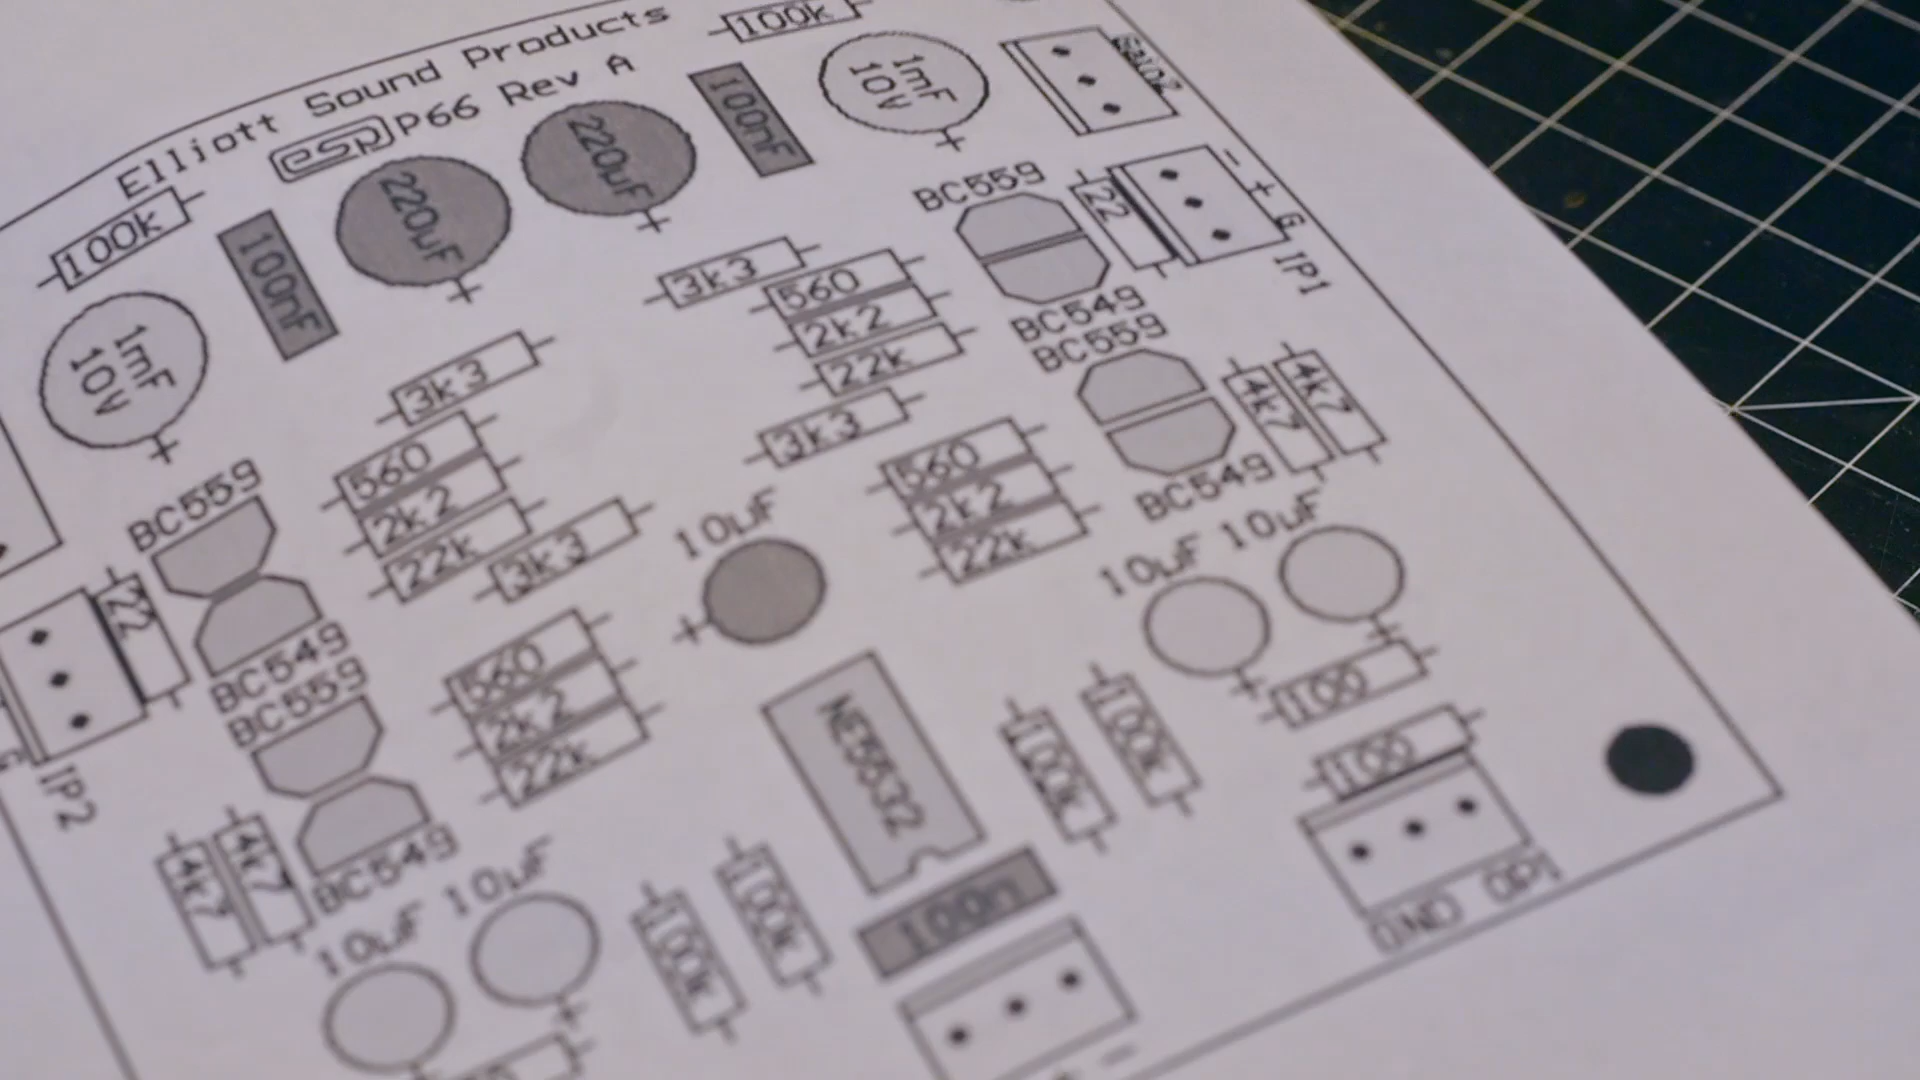 Elliott Sound Products
esp P66 Rev A
100k
1mF
10V
100k
100nF
220uF
220uF
100nF
1mF
10V
BC559
22
- + G
IP1
3k3
560
2k2
22k
BC549
BC559
3k3
3k3
4k7
4k7
560
2k2
22k
560
2k2
22k
BC549
BC559
3k3
10uF
10uF
10uF
22
BC549
BC559
560
2k2
22k
100
NE5532
100k
100k
100
IP2
G
4k7
4k7
BC549
10uF
10uF
100k
100k
100n
GND OP1
-